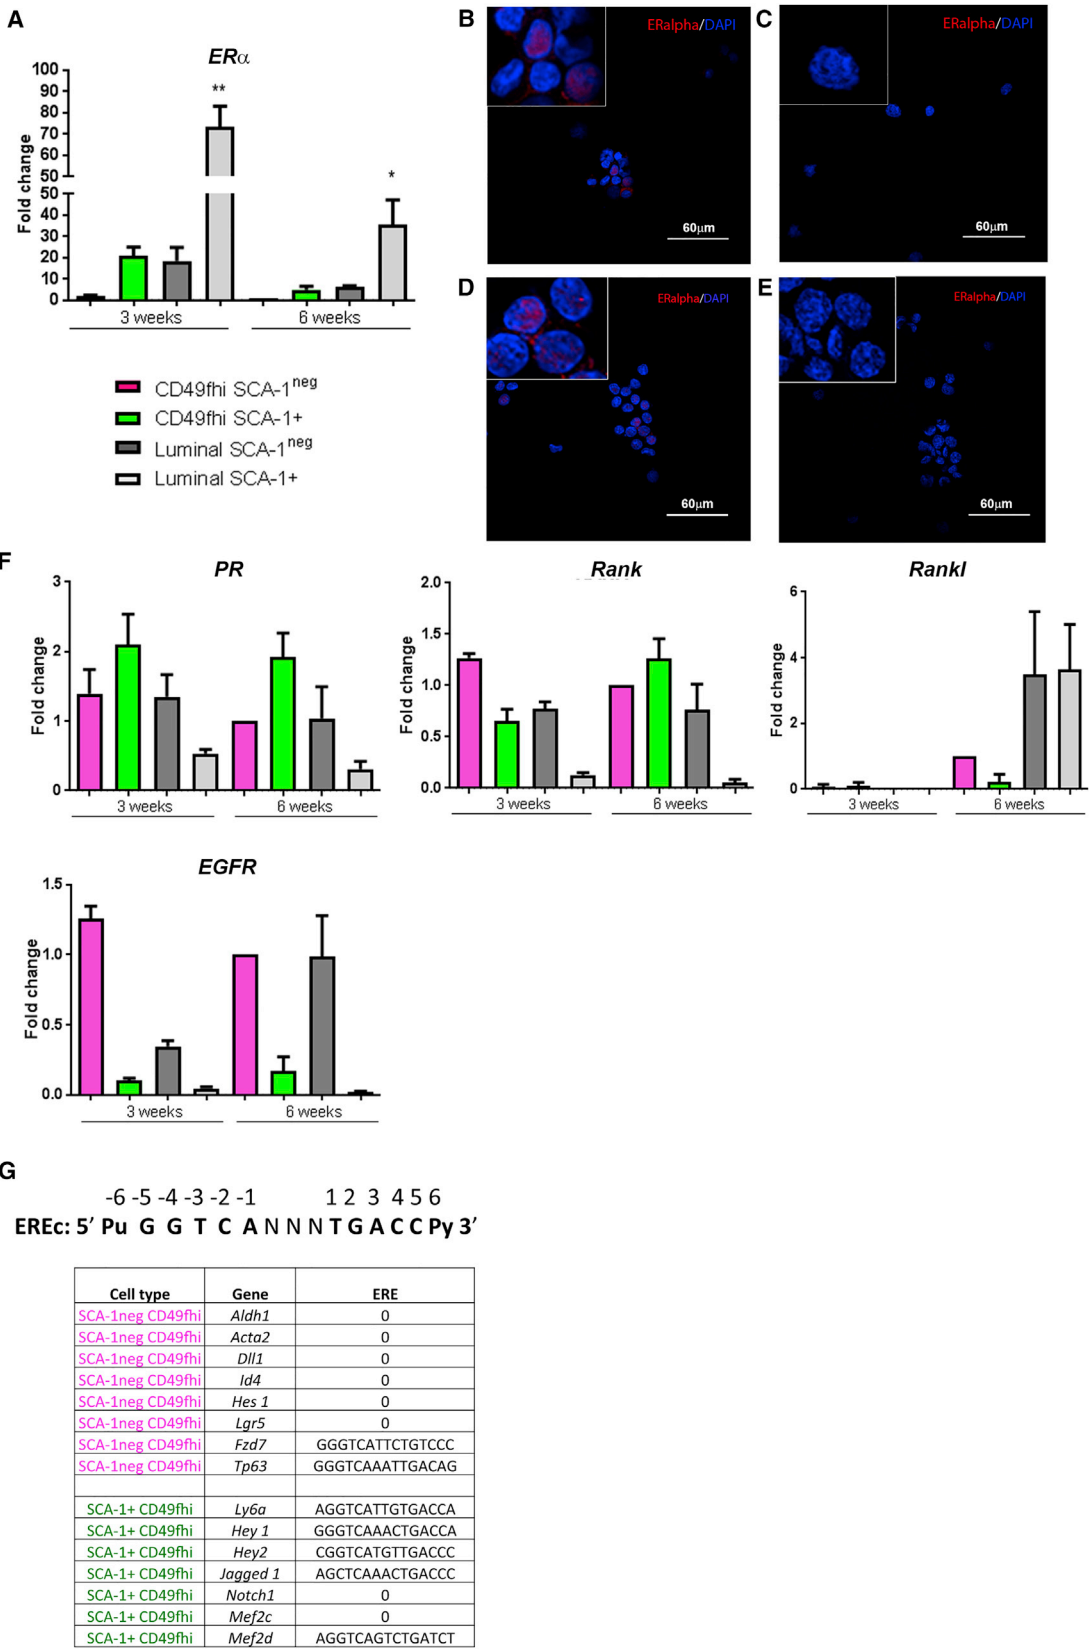 A
ERα
Fold change
100
90
80
70
60
50
50
40
30
20
10
0
**
*
3 weeks
6 weeks
CD49fhi SCA-1neg
CD49fhi SCA-1+
Luminal SCA-1neg
Luminal SCA-1+
B
ERalpha/DAPI
60µm
C
ERalpha/DAPI
60µm
D
ERalpha/DAPI
60µm
E
ERalpha/DAPI
60µm
F
PR
Fold change
3
2
1
0
3 weeks
6 weeks
Rank
Fold change
2.0
1.5
1.0
0.5
0.0
3 weeks
6 weeks
Rankl
Fold change
6
4
2
0
3 weeks
6 weeks
EGFR
Fold change
1.5
1.0
0.5
0.0
3 weeks
6 weeks
G
-6 -5 -4 -3 -2 -1 1 2 3 4 5 6
EREc: 5′ Pu G G T C A N N N T G A C C Py 3′
Cell type Gene ERE
SCA-1neg CD49fhi Aldh1 0
SCA-1neg CD49fhi Acta2 0
SCA-1neg CD49fhi Dll1 0
SCA-1neg CD49fhi Id4 0
SCA-1neg CD49fhi Hes 1 0
SCA-1neg CD49fhi Lgr5 0
SCA-1neg CD49fhi Fzd7 GGGTCATTCTGTCCC
SCA-1neg CD49fhi Tp63 GGGTCAAATTGACAG
SCA-1+ CD49fhi Ly6a AGGTCATTGTGACCA
SCA-1+ CD49fhi Hey 1 GGGTCAAACTGACCA
SCA-1+ CD49fhi Hey2 CGGTCATGTTGACCC
SCA-1+ CD49fhi Jagged 1 AGCTCAAACTGACCC
SCA-1+ CD49fhi Notch1 0
SCA-1+ CD49fhi Mef2c 0
SCA-1+ CD49fhi Mef2d AGGTCAGTCTGATCT